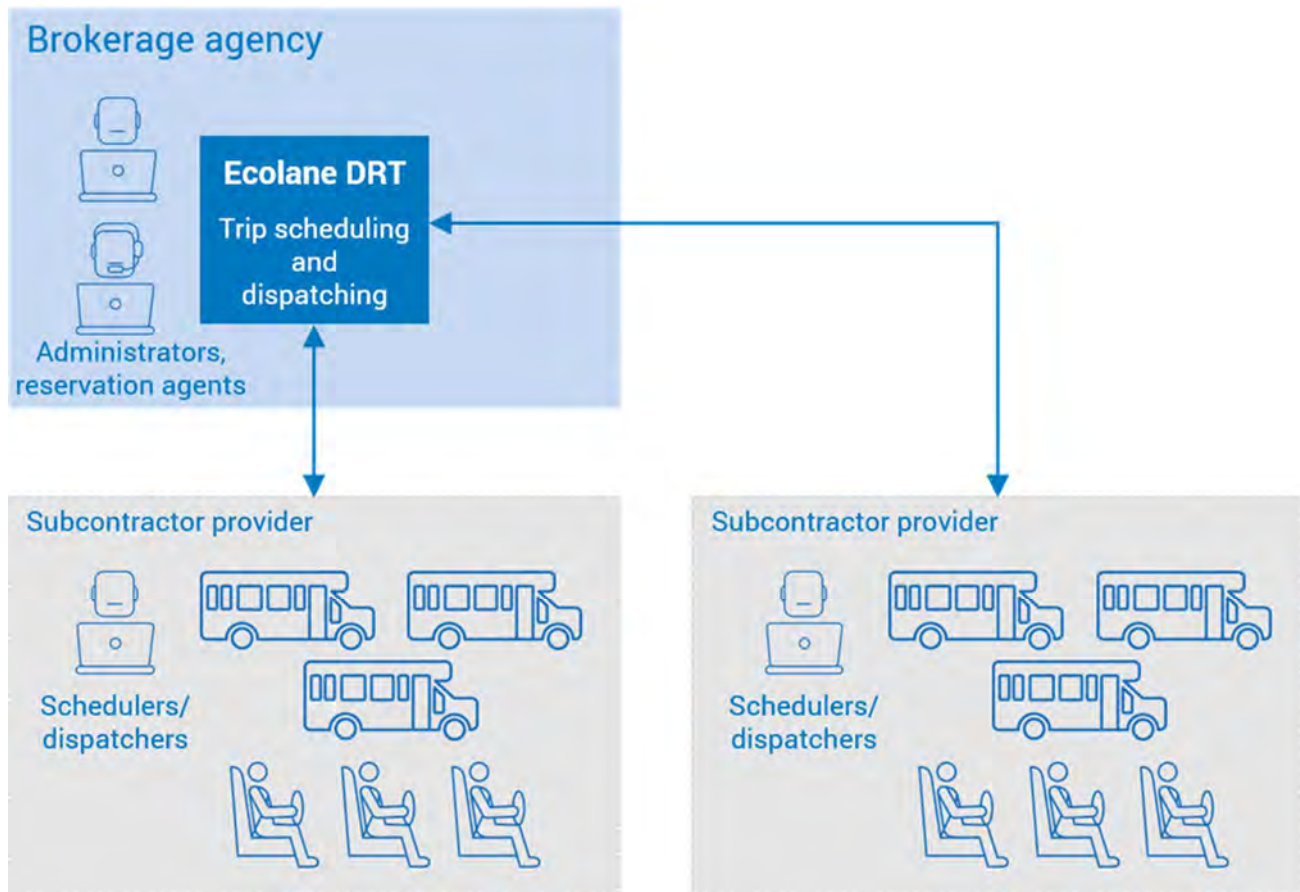 Brokerage agency
Ecolane DRT
Trip scheduling
and
dispatching
Administrators,
reservation agents
Subcontractor provider
Schedulers/
dispatchers
Subcontractor provider
Schedulers/
dispatchers